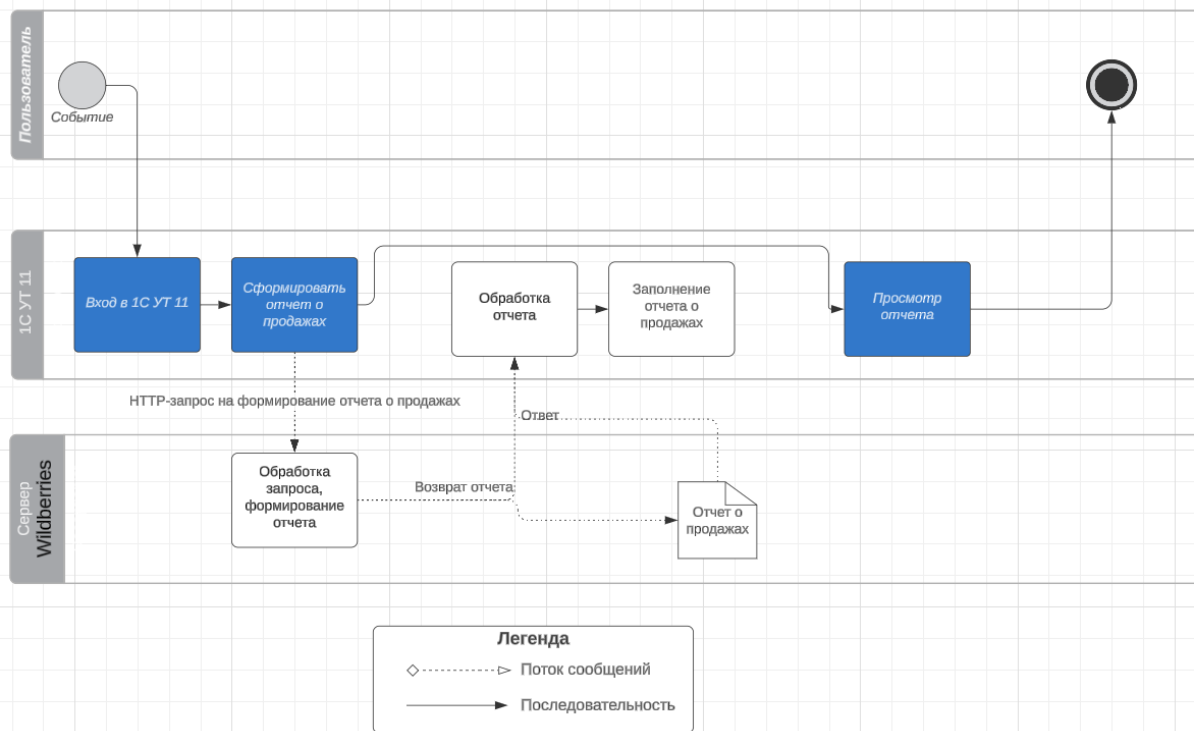 Пользователь
Событие
1С УТ 11
Вход в 1С УТ 11
Сформировать
отчет о
продажах
Обработка
отчета
Заполнение
отчета о
продажах
Просмотр
отчета
HTTP-запрос на формирование отчета о продажах
Ответ
Сервер
Wildberries
Обработка
запроса,
формирование
отчета
Возврат отчета
Отчет о
продажах
Легенда
Поток сообщений
Последовательность